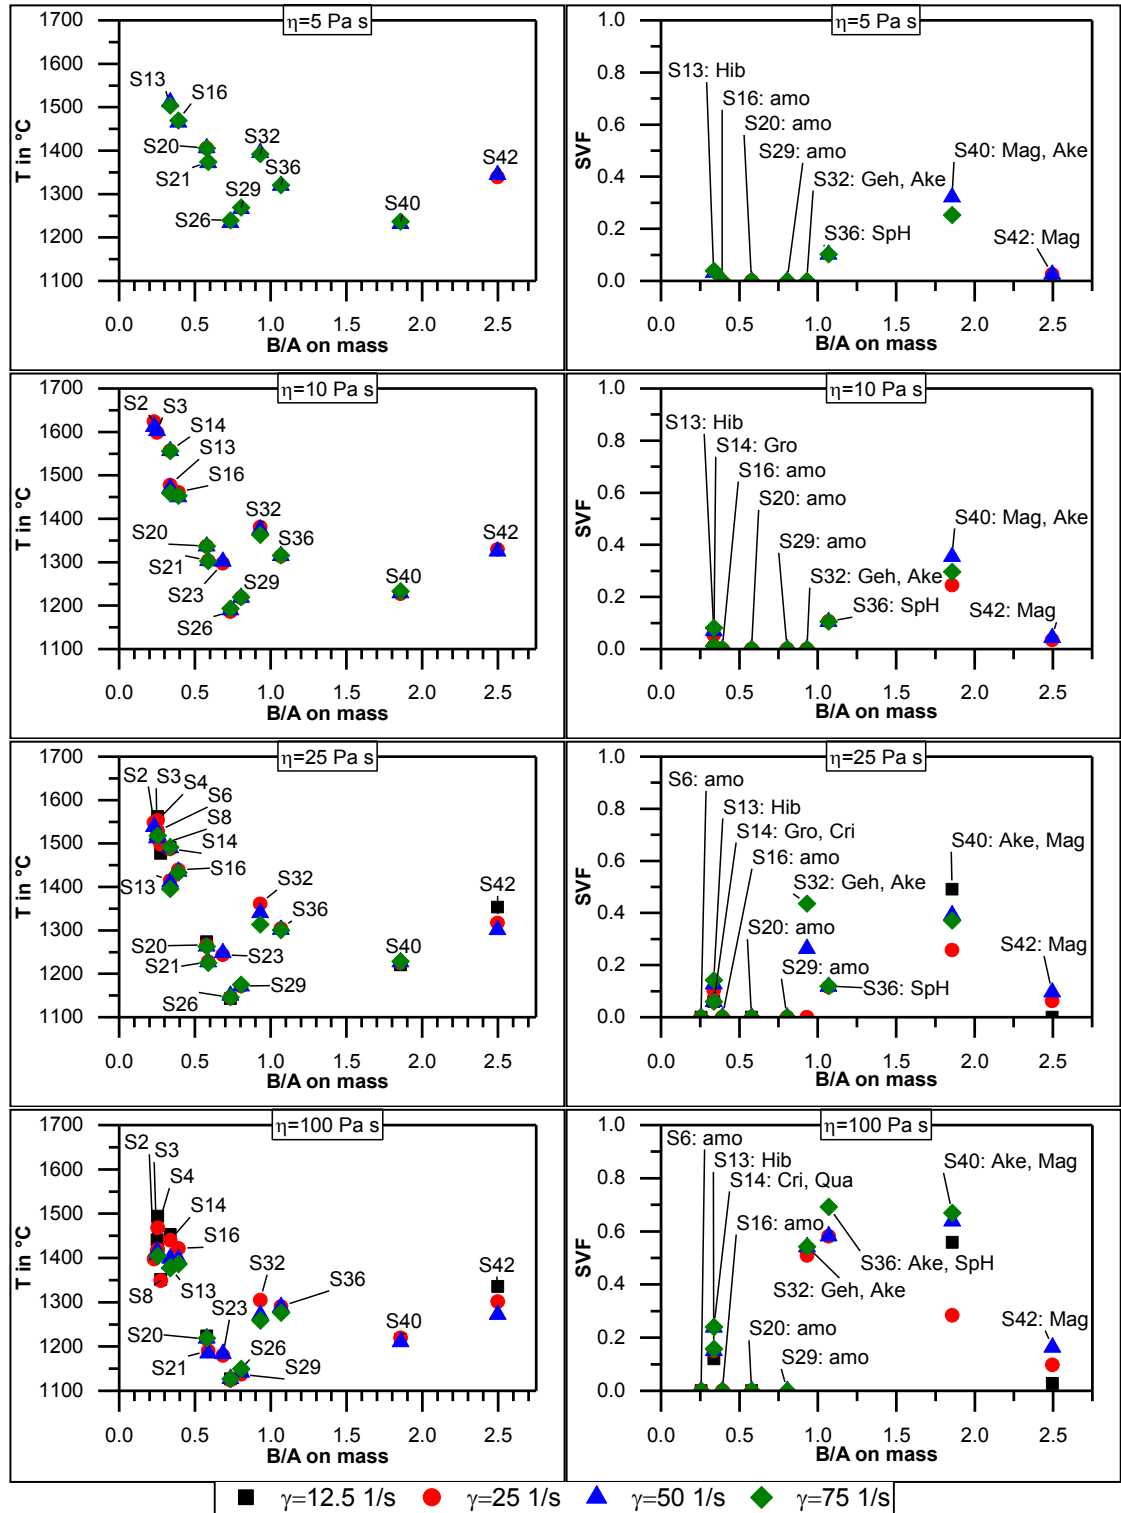 η=5 Pa s
1700
1600
1500
1400
1300
1200
1100
T in °C
S13
S16
S20
S21
S32
S36
S29
S26
S40
S42
0.0 0.5 1.0 1.5 2.0 2.5
B/A on mass
η=5 Pa s
1.0
0.8
0.6
0.4
0.2
0.0
SVF
S13: Hib
S16: amo
S20: amo
S29: amo
S32: Geh, Ake
S36: SpH
S40: Mag, Ake
S42: Mag
0.0 0.5 1.0 1.5 2.0 2.5
B/A on mass
η=10 Pa s
1700
1600
1500
1400
1300
1200
1100
T in °C
S2
S3
S14
S13
S16
S32
S20
S36
S21
S23
S29
S26
S40
S42
0.0 0.5 1.0 1.5 2.0 2.5
B/A on mass
η=10 Pa s
1.0
0.8
0.6
0.4
0.2
0.0
SVF
S13: Hib
S14: Gro
S16: amo
S20: amo
S29: amo
S32: Geh, Ake
S36: SpH
S40: Mag, Ake
S42: Mag
0.0 0.5 1.0 1.5 2.0 2.5
B/A on mass
η=25 Pa s
1700
1600
1500
1400
1300
1200
1100
T in °C
S2
S3
S4
S6
S8
S14
S16
S13
S32
S36
S20
S21
S23
S29
S26
S40
S42
0.0 0.5 1.0 1.5 2.0 2.5
B/A on mass
η=25 Pa s
1.0
0.8
0.6
0.4
0.2
0.0
SVF
S6: amo
S13: Hib
S14: Gro, Cri
S16: amo
S32: Geh, Ake
S20: amo
S29: amo
S36: SpH
S40: Ake, Mag
S42: Mag
0.0 0.5 1.0 1.5 2.0 2.5
B/A on mass
η=100 Pa s
1700
1600
1500
1400
1300
1200
1100
T in °C
S2
S3
S4
S14
S16
S8
S13
S32
S36
S23
S20
S21
S26
S29
S40
S42
0.0 0.5 1.0 1.5 2.0 2.5
B/A on mass
η=100 Pa s
1.0
0.8
0.6
0.4
0.2
0.0
SVF
S6: amo
S13: Hib
S14: Cri, Qua
S16: amo
S40: Ake, Mag
S36: Ake, SpH
S32: Geh, Ake
S20: amo
S29: amo
S42: Mag
0.0 0.5 1.0 1.5 2.0 2.5
B/A on mass
γ=12.5 1/s γ=25 1/s γ=50 1/s γ=75 1/s